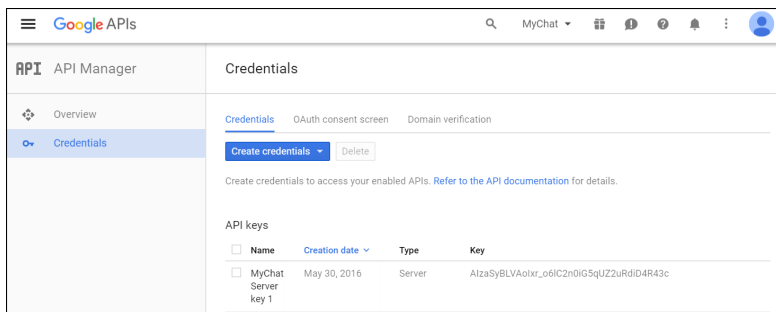 Google APIs MyChat
API API Manager Credentials
Overview
Credentials
Credentials OAuth consent screen Domain verification
Create credentials Delete
Create credentials to access your enabled APIs. Refer to the API documentation for details.
API keys
Name Creation date Type Key
MyChat May 30, 2016 Server AIzaSyBLVAoIxr_o6lC2n0iG5qUZ2uRdiD4R43c
Server
key 1